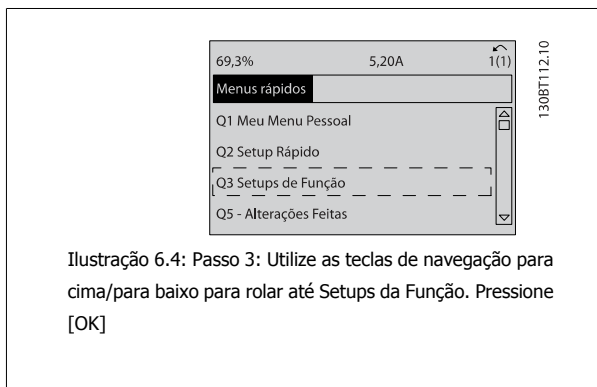 69,3% 5,20A 1(1)
Menus rápidos
Q1 Meu Menu Pessoal
Q2 Setup Rápido
Q3 Setups de Função
Q5 - Alterações Feitas
130BT112.10
Ilustração 6.4: Passo 3: Utilize as teclas de navegação para
cima/para baixo para rolar até Setups da Função. Pressione
[OK]